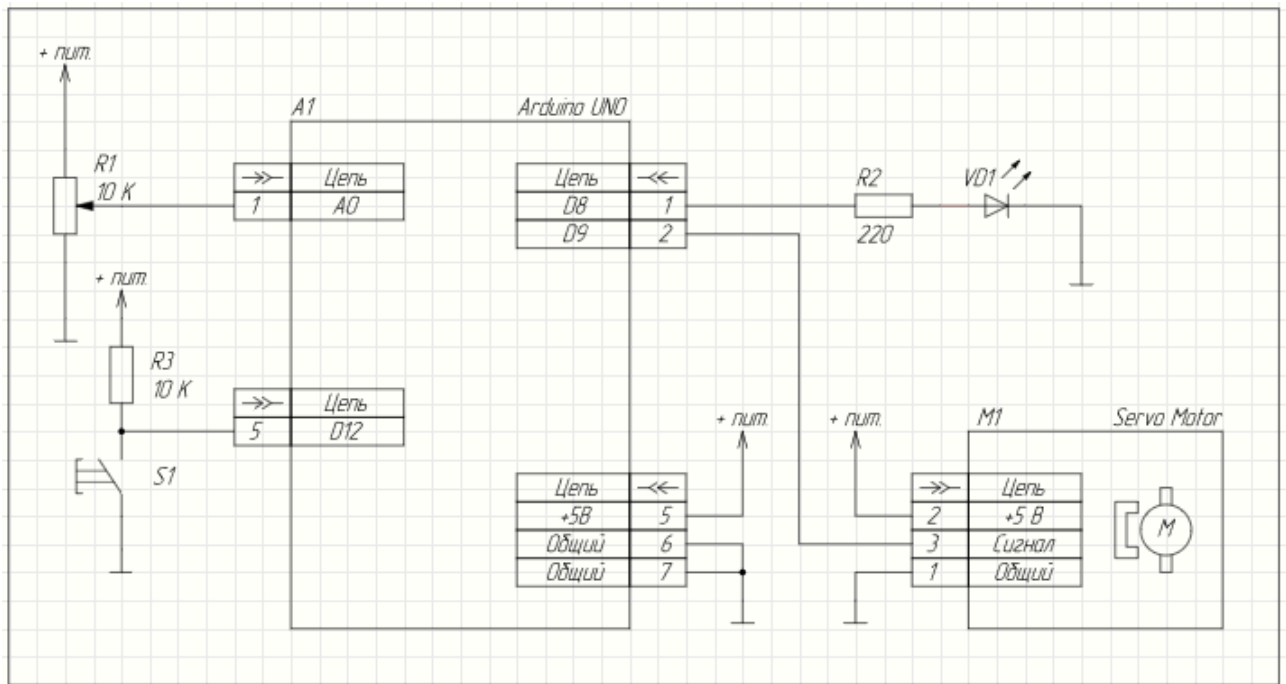 + пит.
R1
10 К
+ пит.
R3
10 К
S1
A1
Arduino UNO
Цепь
1
A0
Цепь
5
D12
Цепь
D8
1
D9
2
Цепь
+5В
5
Общий
6
Общий
7
R2
220
VD1
+ пит.
+ пит.
M1
Servo Motor
Цепь
2
+5 В
3
Сигнал
1
Общий
M